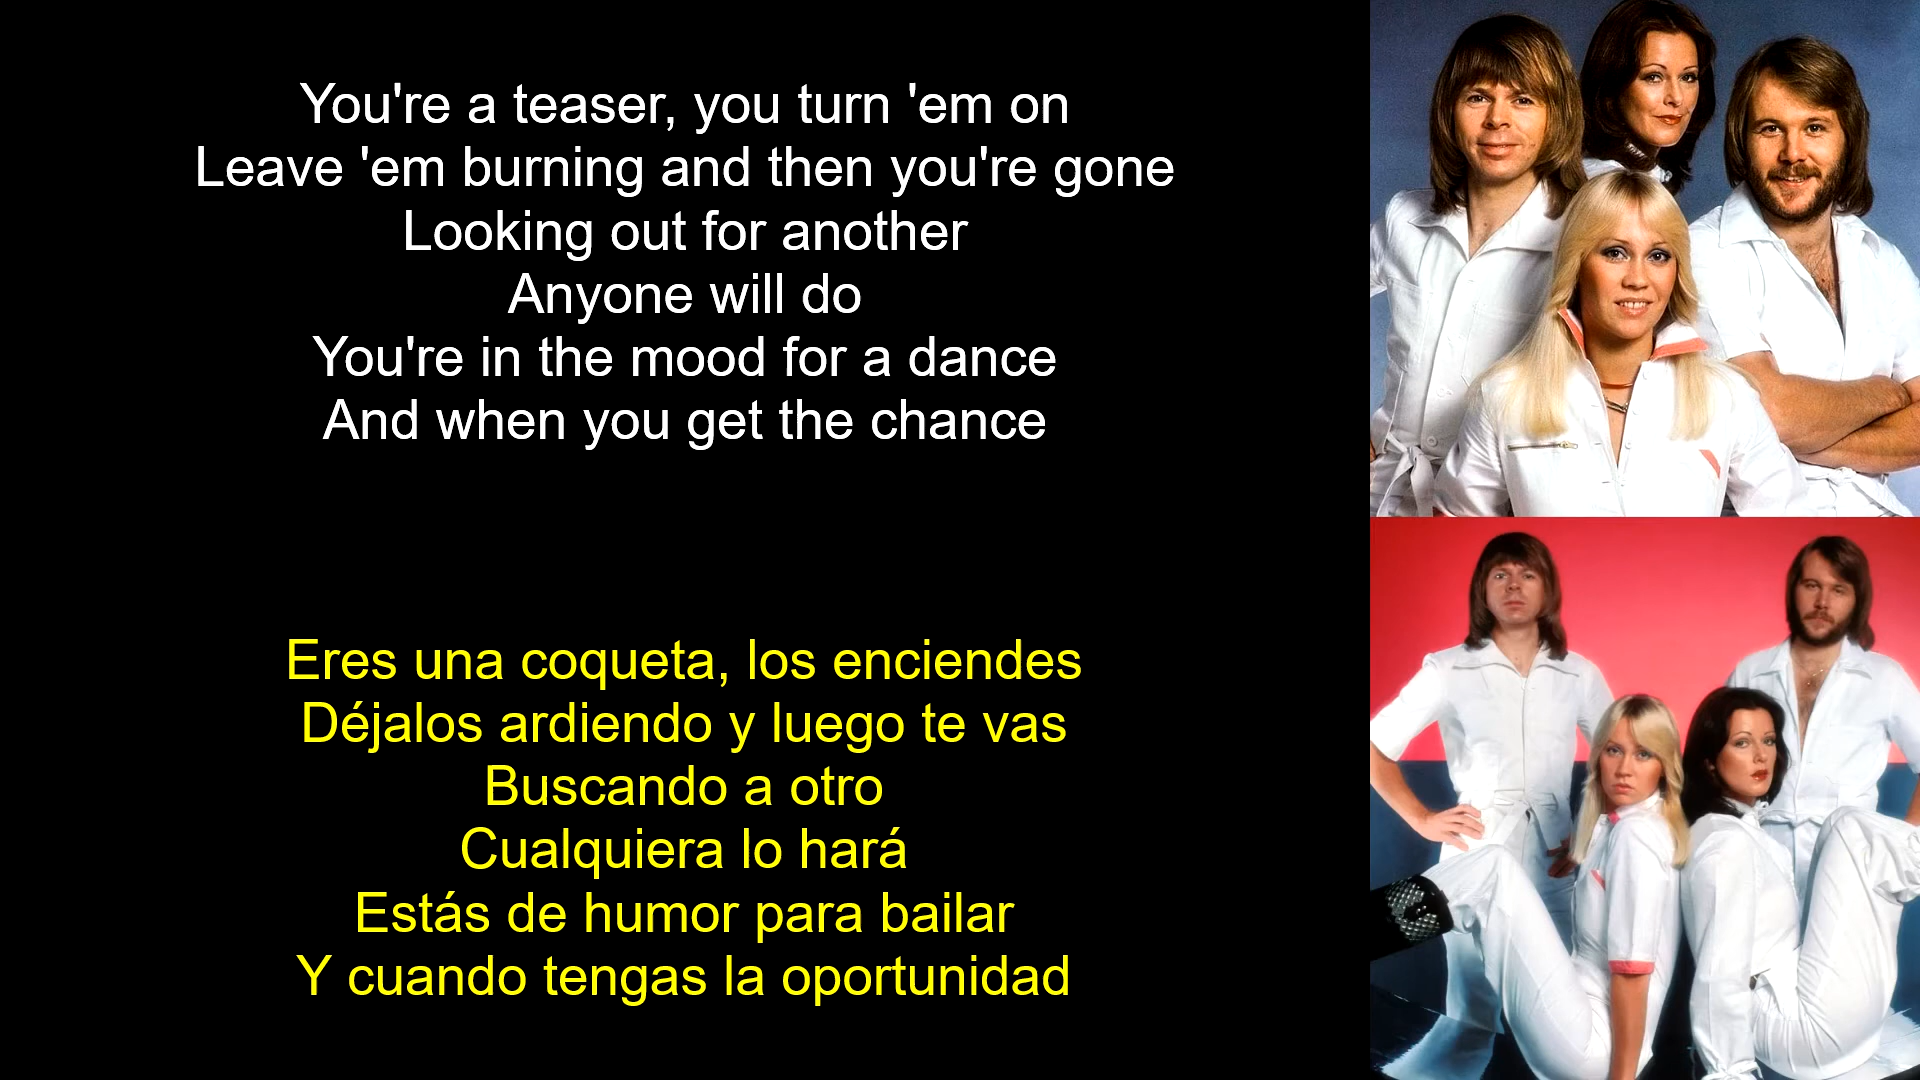 You're a teaser, you turn 'em on
Leave 'em burning and then you're gone
Looking out for another
Anyone will do
You're in the mood for a dance
And when you get the chance
Eres una coqueta, los enciendes
Déjalos ardiendo y luego te vas
Buscando a otro
Cualquiera lo hará
Estás de humor para bailar
Y cuando tengas la oportunidad